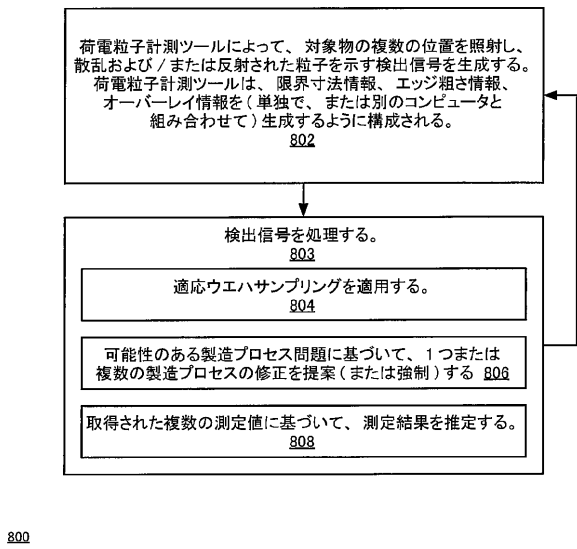 荷電粒子計測ツールによって、対象物の複数の位置を照射し、
散乱および/または反射された粒子を示す検出信号を生成する。
荷電粒子計測ツールは、限界寸法情報、エッジ粗さ情報、
オーバーレイ情報を(単独で、または別のコンピュータと
組み合わせて)生成するように構成される。
802
検出信号を処理する。
803
適応ウエハサンプリングを適用する。
804
可能性のある製造プロセス問題に基づいて、1つまたは
複数の製造プロセスの修正を提案(または強制)する 806
取得された複数の測定値に基づいて、測定結果を推定する。
808
800